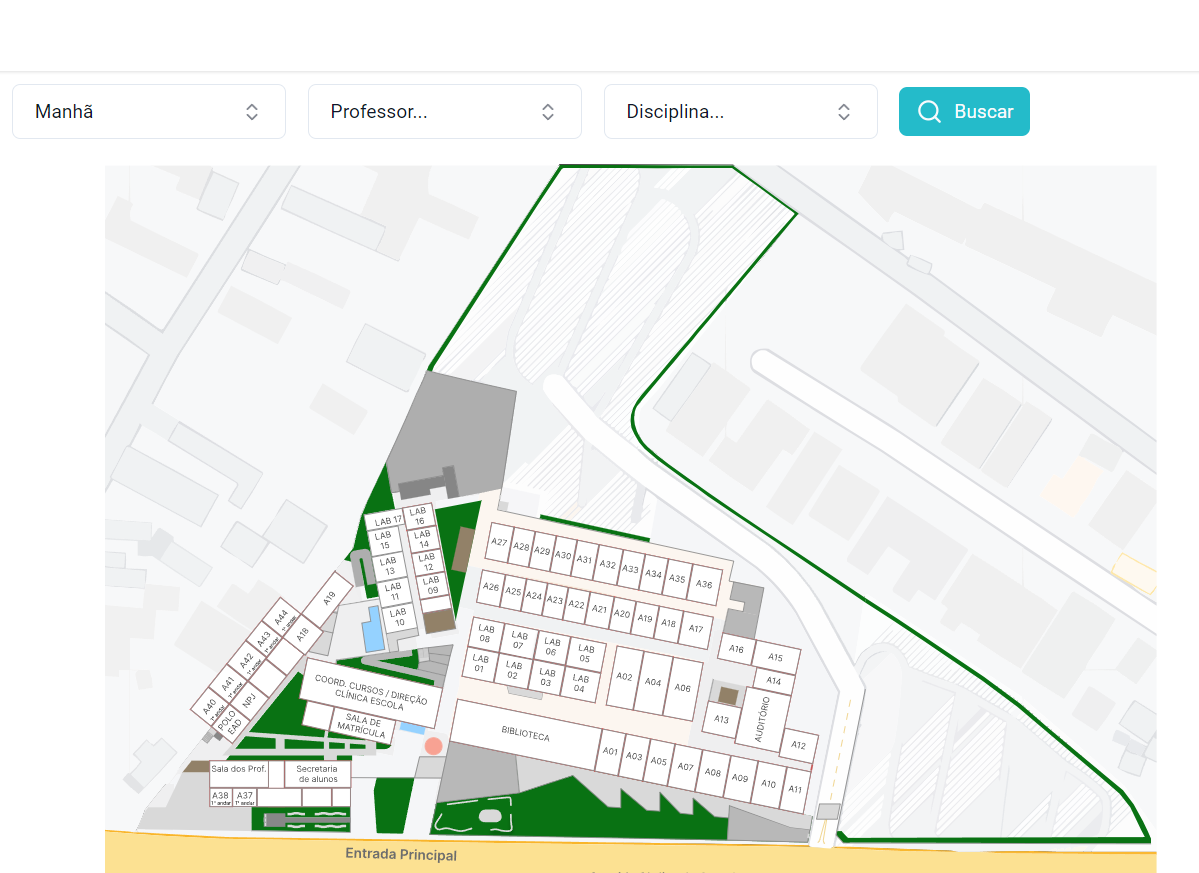 Manhã
Professor...
Disciplina...
Buscar
LAB 17
LAB
16
LAB
15
LAB
14
LAB
13
LAB
12
LAB
11
LAB
09
LAB
10
A27
A28
A29
A30
A31
A32
A33
A34
A35
A36
A26
A25
A24
A23
A22
A21
A20
A19
A18
A17
LAB
08
LAB
07
LAB
06
LAB
05
LAB
01
LAB
02
LAB
03
LAB
04
A02
A04
A06
A16
A15
A14
A13
AUDITÓRIO
A12
A19
A18
A44
1º andar
A43
1º andar
A42
1º andar
A41
1º andar
A40
1º andar
NPJ
POLO
EAD
COORD. CURSOS / DIREÇÃO
CLÍNICA ESCOLA
SALA DE
MATRÍCULA
BIBLIOTECA
A01
A03
A05
A07
A08
A09
A10
A11
Sala dos Prof.
Secretaria
de alunos
A38
1º andar
A37
1º andar
Entrada Principal